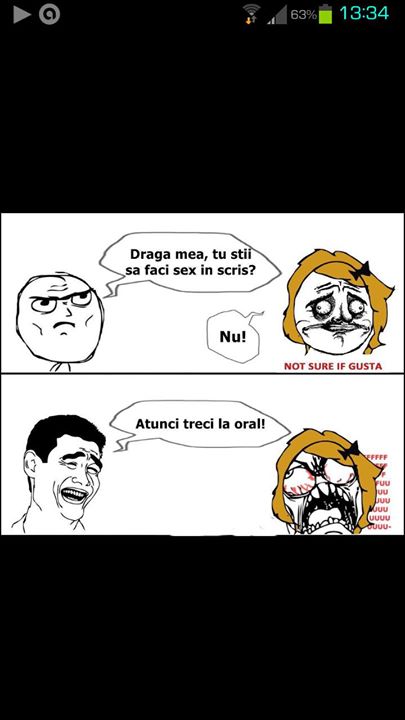 63% 13:34
Draga mea, tu stii
sa faci sex in scris?
Nu!
NOT SURE IF GUSTA
Atunci treci la oral!
FUU
UUU
UUU
UUUU
UUUU-